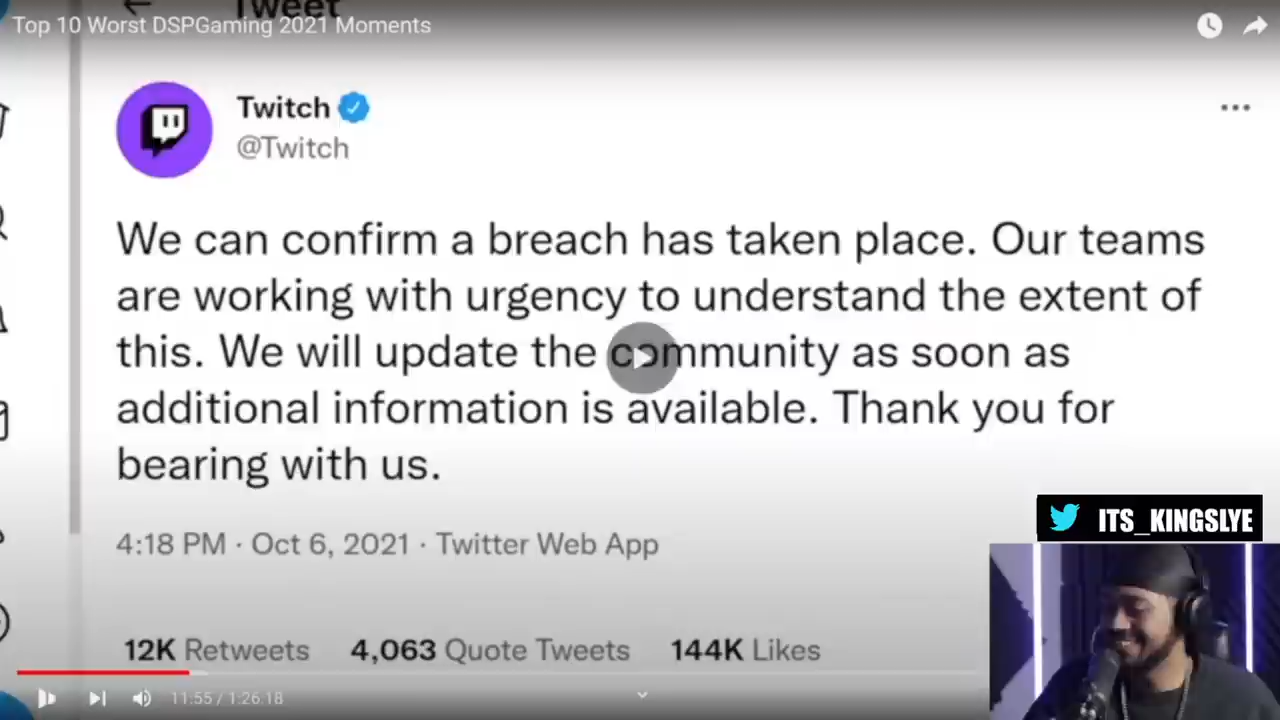 Tweet
Top 10 Worst DSPGaming 2021 Moments
Twitch
@Twitch
We can confirm a breach has taken place. Our teams
are working with urgency to understand the extent of
this. We will update the community as soon as
additional information is available. Thank you for
bearing with us.
4:18 PM · Oct 6, 2021 · Twitter Web App
ITS_KINGSLYE
12K Retweets 4,063 Quote Tweets 144K Likes
11:55 / 1:26:18